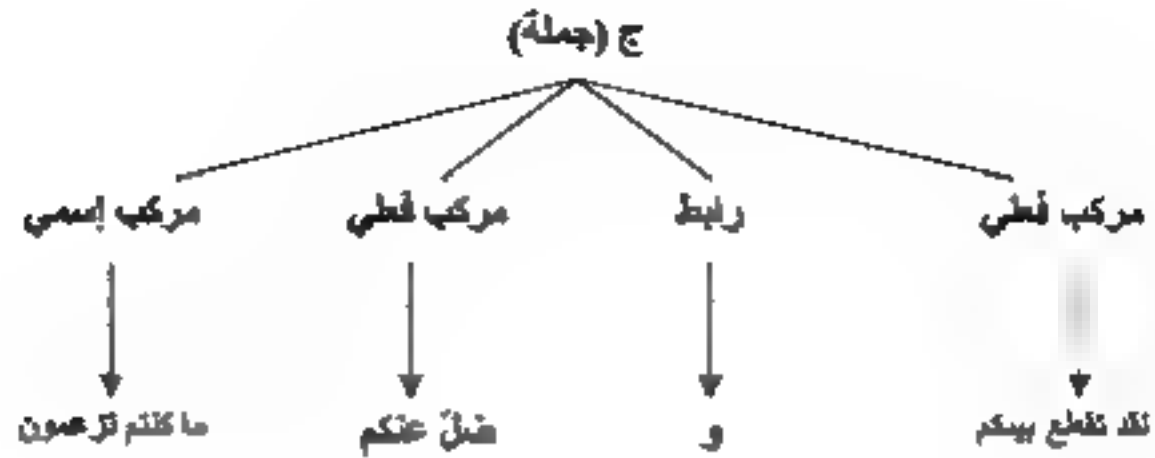 ج (جملة)
مركب فعلي رابط مركب فعلي مركب إسمي
لقد تقطع بينكم و ضلّ عنكم ما كنتم تزعمون